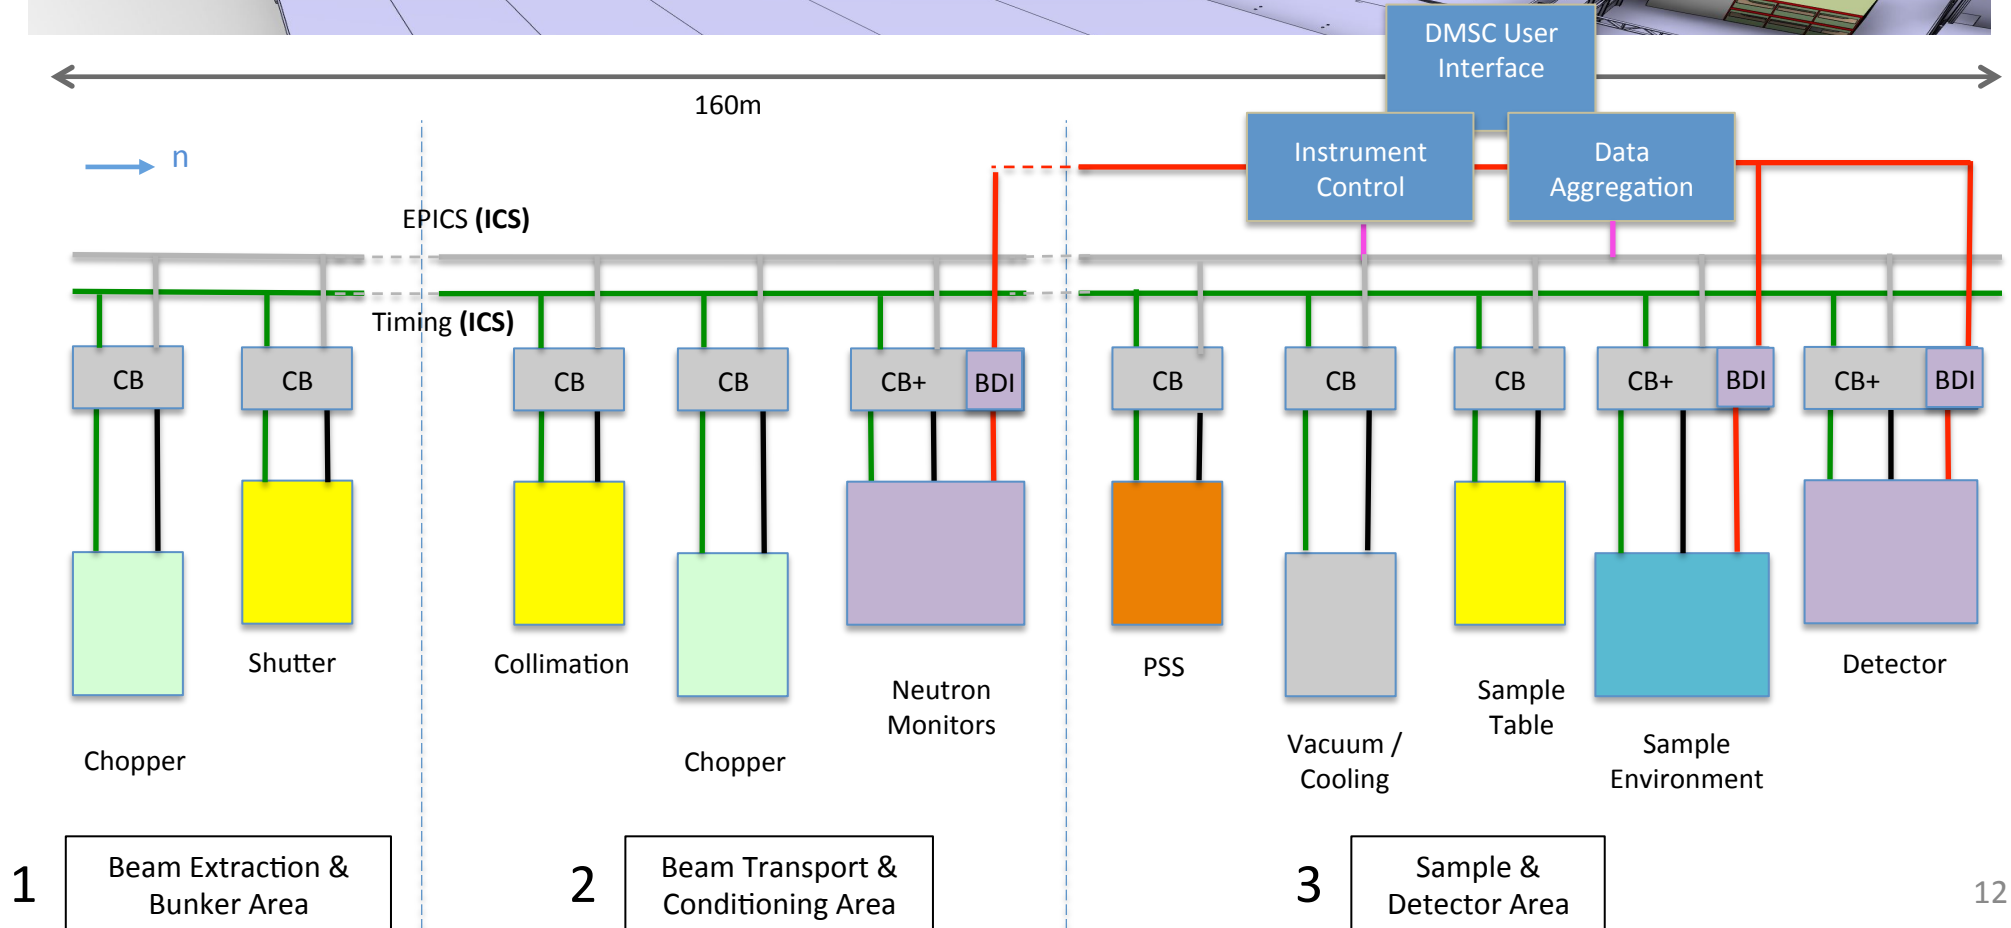 DMSC User
Interface
160m
n
Instrument
Control
Data
Aggregation
EPICS (ICS)
Timing (ICS)
CB
CB
CB
CB
CB+
BDI
CB
CB
CB
CB+
BDI
CB+
BDI
Shutter
Collimation
PSS
Detector
Neutron
Monitors
Sample
Table
Chopper
Chopper
Vacuum /
Cooling
Sample
Environment
1
Beam Extraction &
Bunker Area
2
Beam Transport &
Conditioning Area
3
Sample &
Detector Area
12